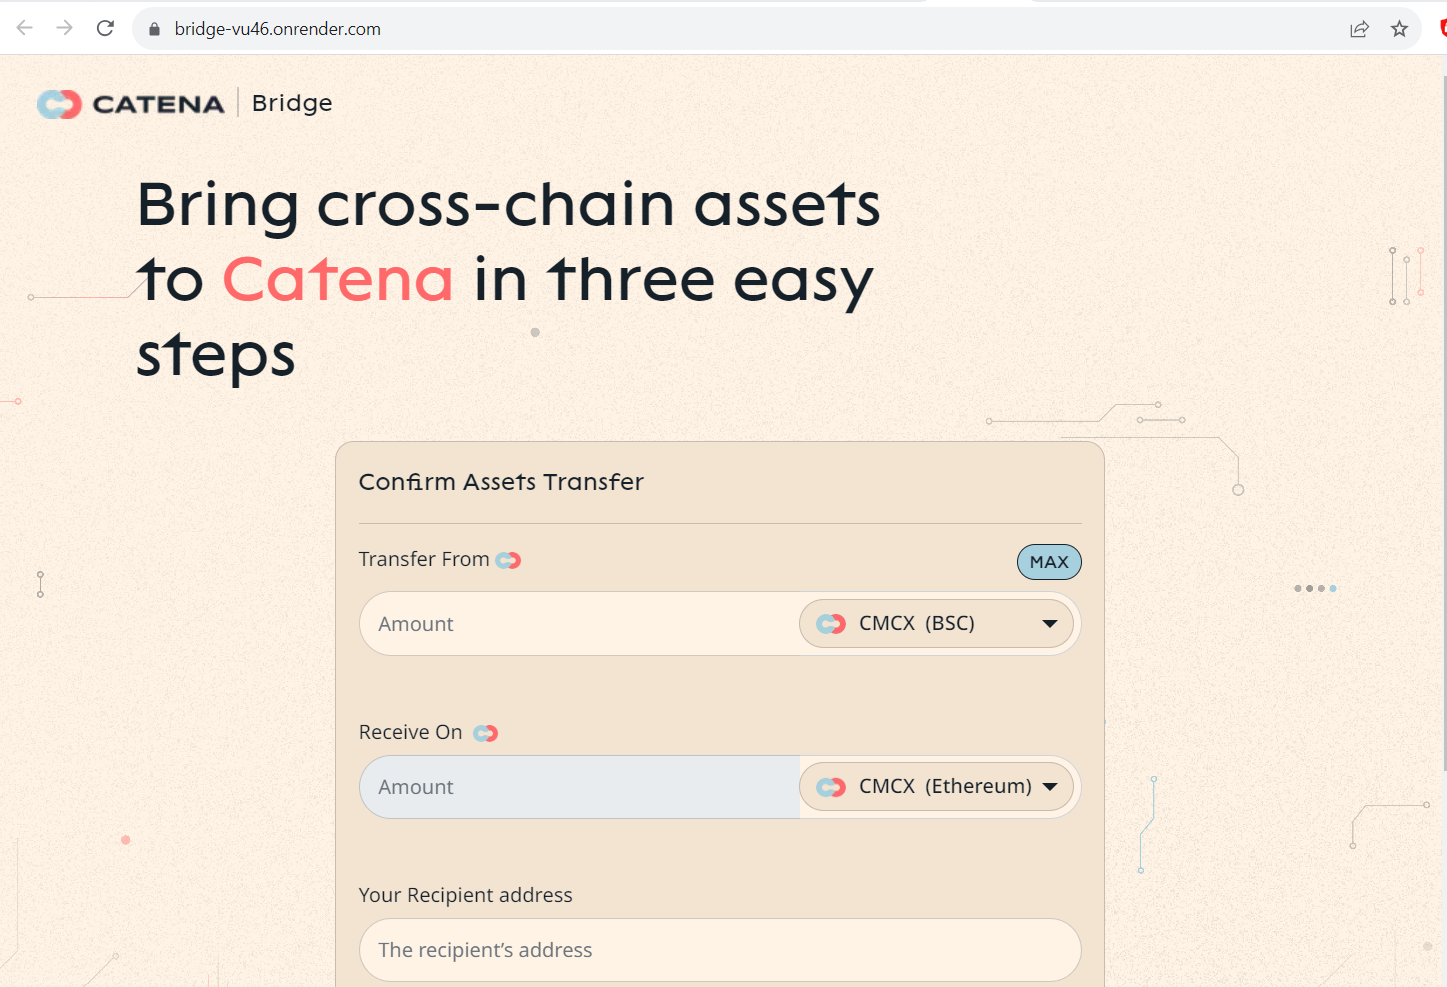 bridge-vu46.onrender.com
CATENA | Bridge
Bring cross-chain assets
to Catena in three easy
steps
Confirm Assets Transfer
Transfer From
MAX
Amount
CMCX (BSC)
Receive On
Amount
CMCX (Ethereum)
Your Recipient address
The recipient's address